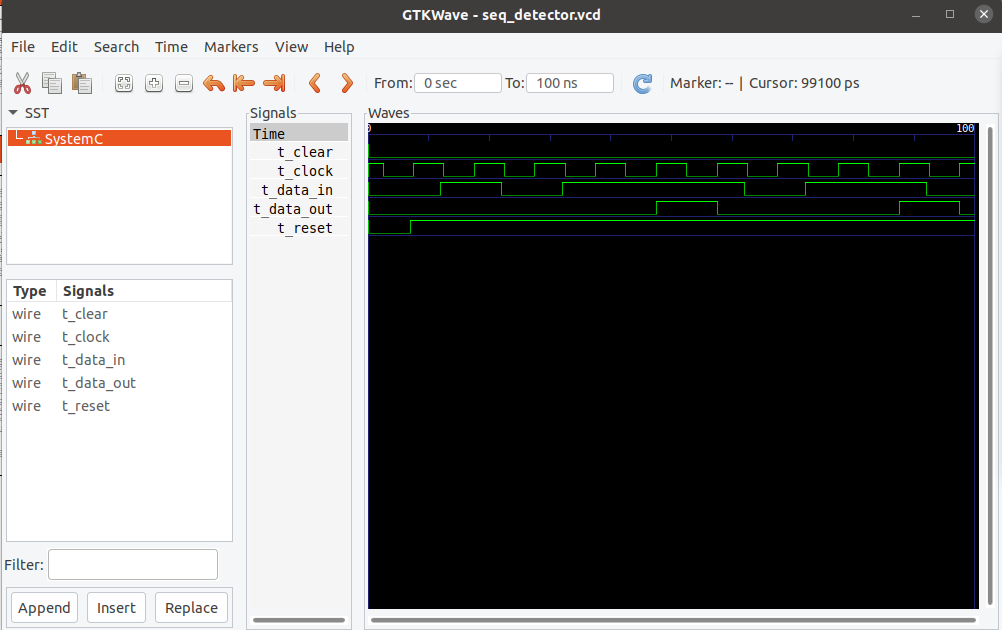 GTKWave - seq_detector.vcd
File Edit Search Time Markers View Help
From: 0 sec To: 100 ns Marker: -- | Cursor: 99100 ps
SST
SystemC
Type Signals
wire t_clear
wire t_clock
wire t_data_in
wire t_data_out
wire t_reset
Filter:
Append Insert Replace
Signals
Time
t_clear
t_clock
t_data_in
t_data_out
t_reset
Waves
0 100